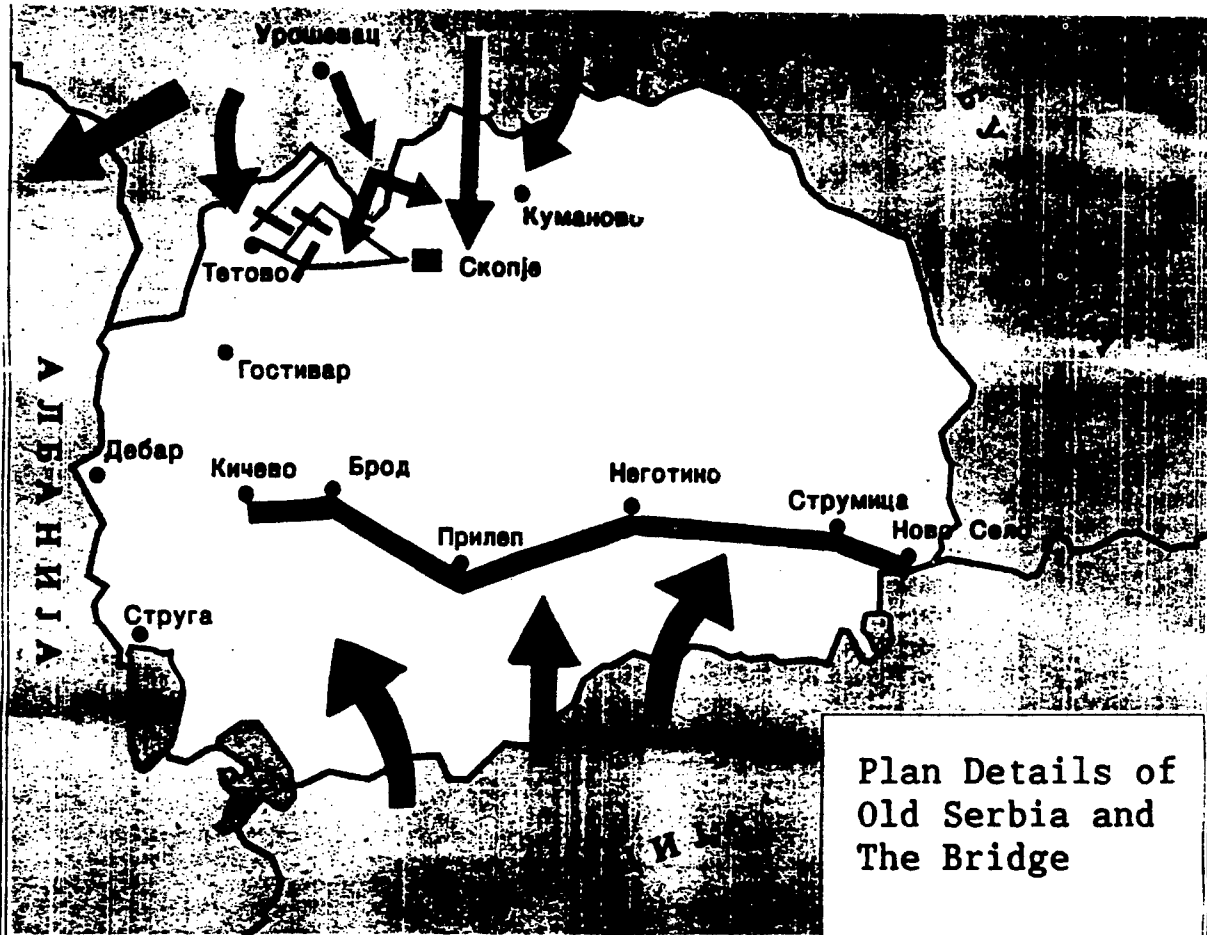 Урошевац
Куманово
Тетово
Скопје
Гостивар
АЛБАНИЈА
Дебар
Кичево
Брод
Неготино
Струмица
Ново Село
Прилеп
Струга
Plan Details of
Old Serbia and
The Bridge